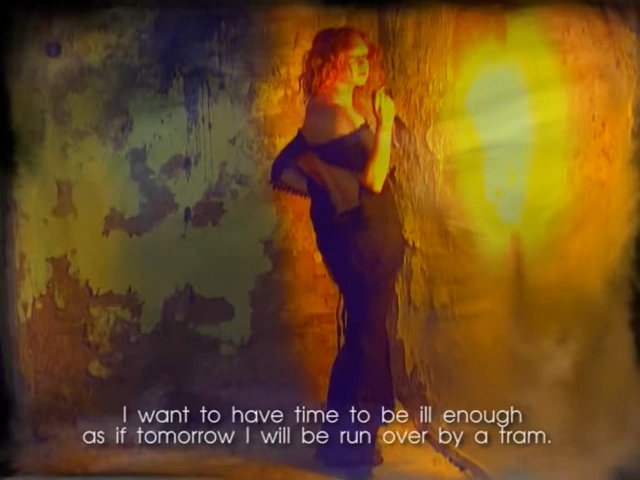 I want to have time to be ill enough
as if tomorrow I will be run over by a tram.